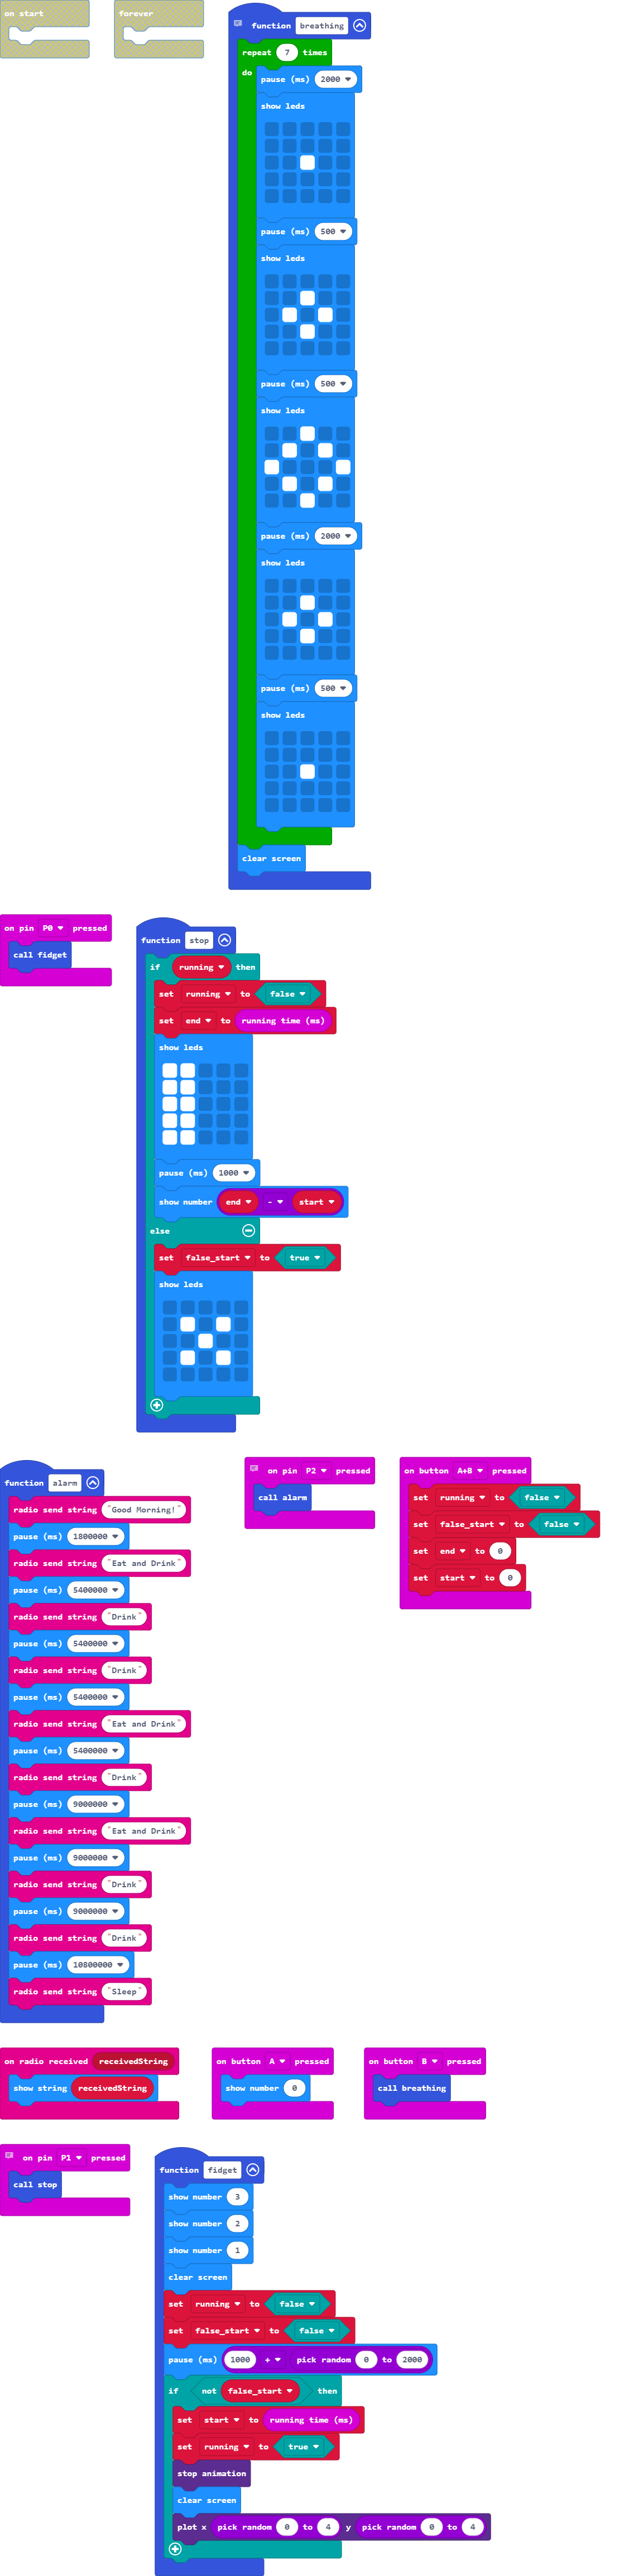 on start
forever
function breathing
repeat 7 times
do
pause (ms) 2000
show leds
pause (ms) 500
show leds
pause (ms) 500
show leds
pause (ms) 2000
show leds
pause (ms) 500
show leds
clear screen
on pin P0 pressed
call fidget
function stop
if running then
set running to false
set end to running time (ms)
show leds
pause (ms) 1000
show number end - start
else
set false_start to true
show leds
function alarm
radio send string "Good Morning!"
pause (ms) 1800000
radio send string "Eat and Drink"
pause (ms) 5400000
radio send string "Drink"
pause (ms) 5400000
radio send string "Drink"
pause (ms) 5400000
radio send string "Eat and Drink"
pause (ms) 5400000
radio send string "Drink"
pause (ms) 9000000
radio send string "Eat and Drink"
pause (ms) 9000000
radio send string "Drink"
pause (ms) 9000000
radio send string "Drink"
pause (ms) 10800000
radio send string "Sleep"
on pin P2 pressed
call alarm
on button A+B pressed
set running to false
set false_start to false
set end to 0
set start to 0
on radio received receivedString
show string receivedString
on button A pressed
show number 0
on button B pressed
call breathing
on pin P1 pressed
call stop
function fidget
show number 3
show number 2
show number 1
clear screen
set running to false
set false_start to false
pause (ms) 1000 + pick random 0 to 2000
if not false_start then
set start to running time (ms)
set running to true
stop animation
clear screen
plot x pick random 0 to 4 y pick random 0 to 4